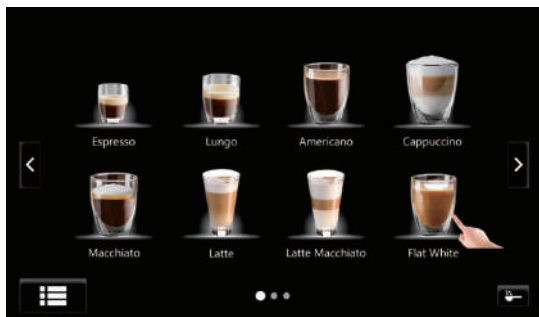 Espresso
Lungo
Americano
Cappuccino
Macchiato
Latte
Latte Macchiato
Flat White